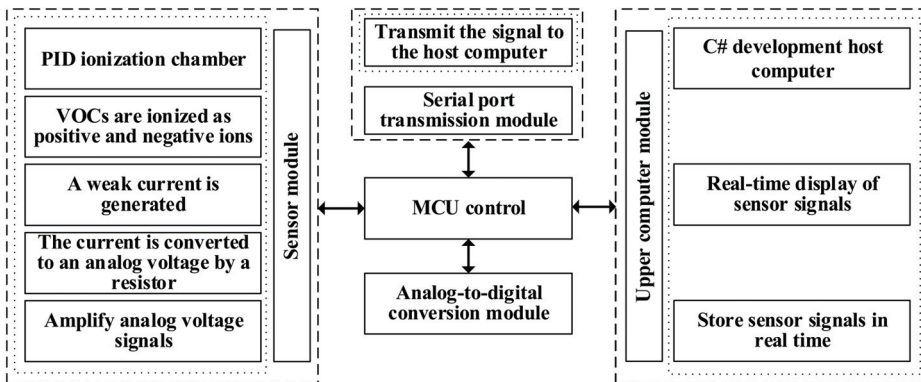 PID ionization chamber
VOCs are ionized as
positive and negative ions
A weak current is
generated
The current is converted
to an analog voltage by a
resistor
Amplify analog voltage
signals
Sensor module
Transmit the signal to
the host computer
Serial port
transmission module
MCU control
Analog-to-digital
conversion module
Upper computer module
C# development host
computer
Real-time display of
sensor signals
Store sensor signals in
real time